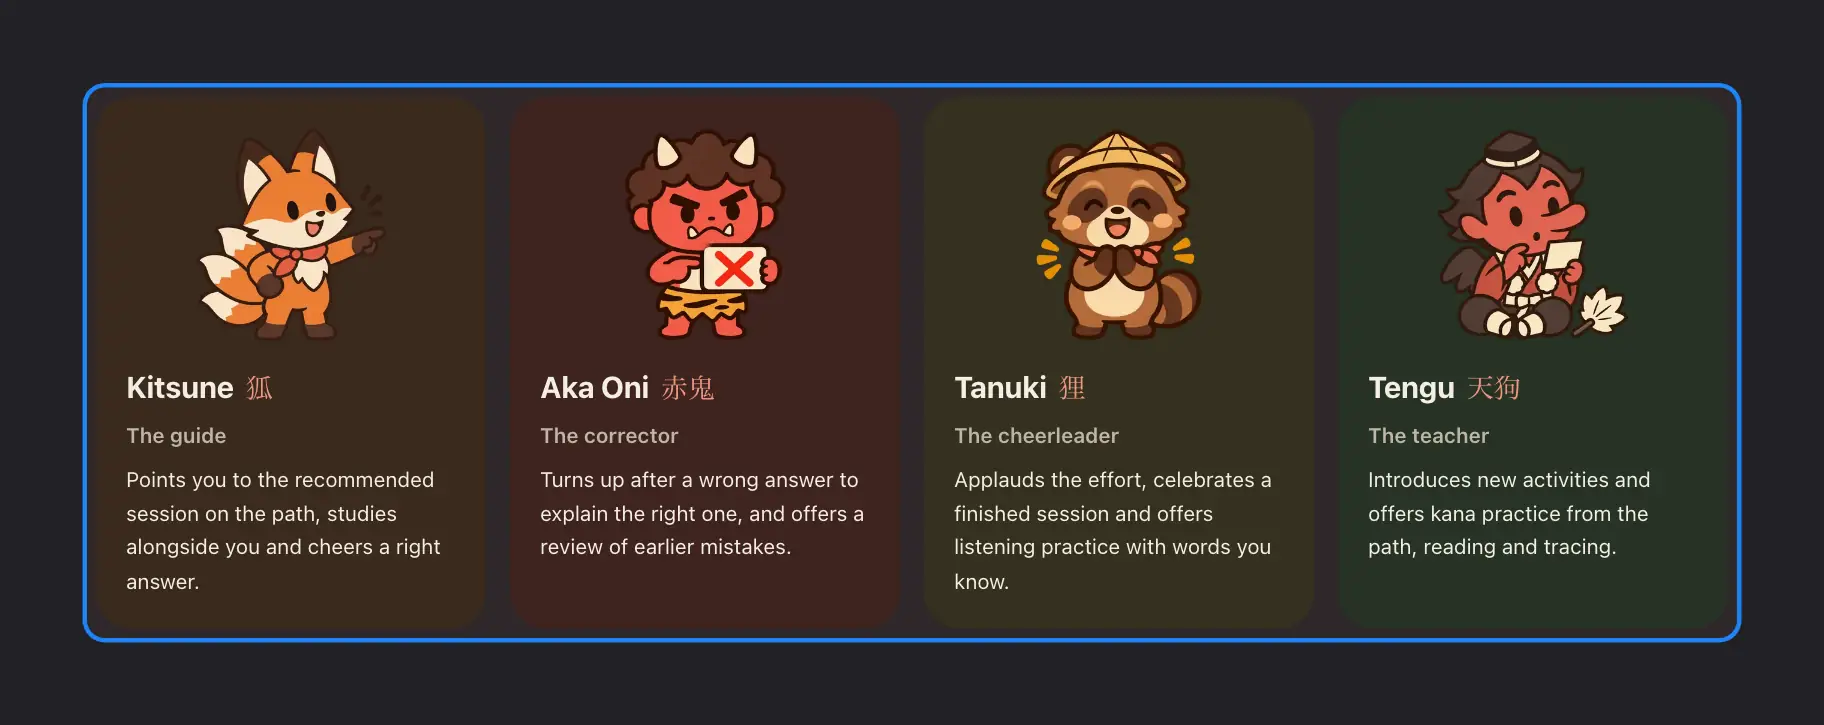 Kitsune 狐
The guide
Points you to the recommended
session on the path, studies
alongside you and cheers a right
answer.
Aka Oni 赤鬼
The corrector
Turns up after a wrong answer to
explain the right one, and offers a
review of earlier mistakes.
Tanuki 狸
The cheerleader
Applauds the effort, celebrates a
finished session and offers
listening practice with words you
know.
Tengu 天狗
The teacher
Introduces new activities and
offers kana practice from the
path, reading and tracing.